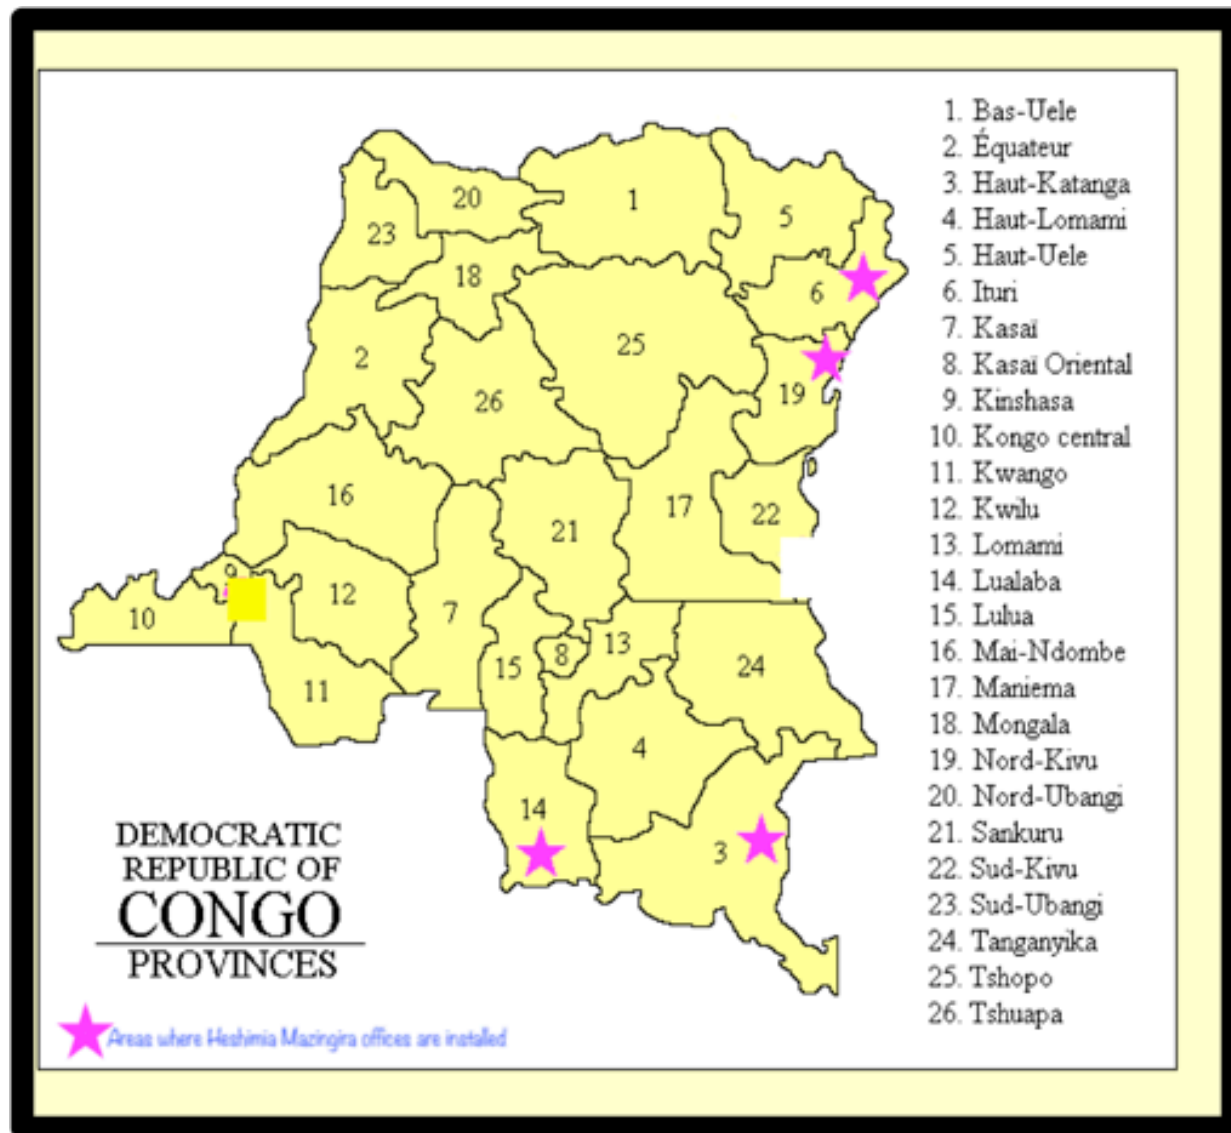 1. Bas-Uele
2. Équateur
3. Haut-Katanga
4. Haut-Lomami
5. Haut-Uele
6. Ituri
7. Kasaï
8. Kasaï Oriental
9. Kinshasa
10. Kongo central
11. Kwango
12. Kwilu
13. Lomami
14. Lualaba
15. Lulua
16. Mai-Ndombe
17. Maniema
18. Mongala
19. Nord-Kivu
20. Nord-Ubangi
21. Sankuru
22. Sud-Kivu
23. Sud-Ubangi
24. Tanganyika
25. Tshopo
26. Tshuapa
20
1
5
23
18
6
2
25
26
19
16
17
22
21
9
12
10
7
13
8
15
24
11
4
14
3
DEMOCRATIC
REPUBLIC OF
CONGO
PROVINCES
Areas where Heshimia Mazingira offices are installed